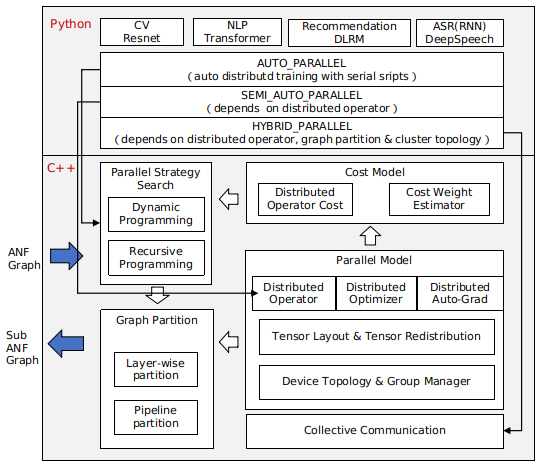 Python
CV
Resnet
NLP
Transformer
Recommendation
DLRM
ASR(RNN)
DeepSpeech
AUTO_PARALLEL
( auto distributd training with serial sripts )
SEMI_AUTO_PARALLEL
(depends on distributed operator )
HYBRID_PARALLEL
( depends on distributed operator, graph partition & cluster topology )
C++
Parallel Strategy
Search
Dynamic
Programming
Recursive
Programming
Cost Model
Distributed
Operator Cost
Cost Weight
Estimator
ANF
Graph
Parallel Model
Distributed
Operator
Distributed
Optimizer
Distributed
Auto-Grad
Sub
ANF
Graph
Graph Partition
Layer-wise
partition
Pipeline
partition
Tensor Layout & Tensor Redistribution
Device Topology & Group Manager
Collective Communication